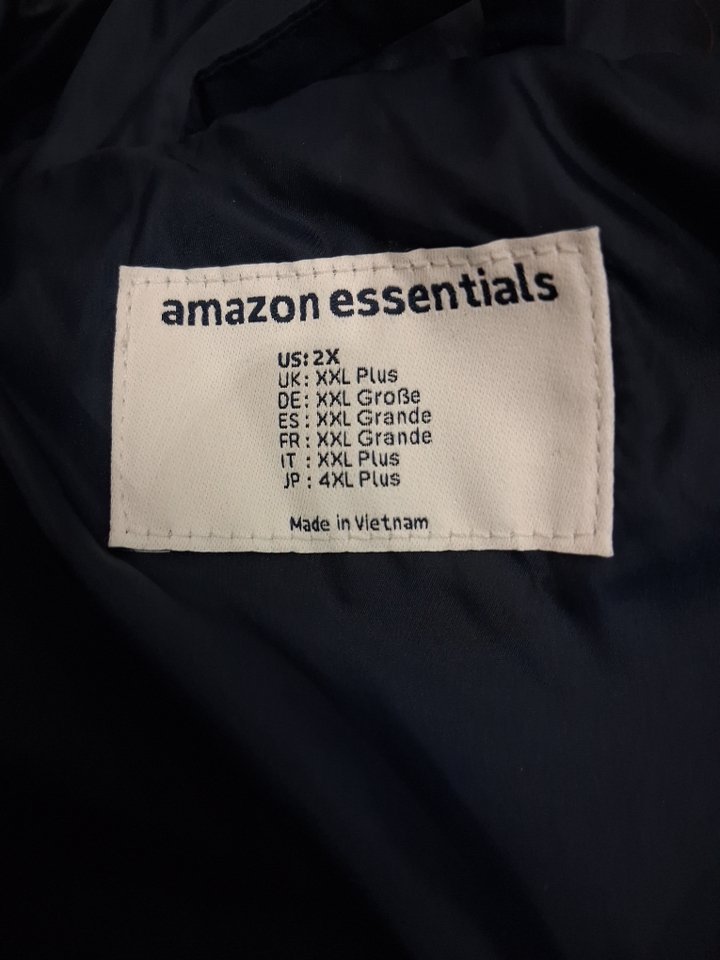 amazon essentials
US: 2X
UK: XXL Plus
DE: XXL Große
ES: XXL Grande
FR: XXL Grande
IT : XXL Plus
JP : 4XL Plus
Made in Vietnam